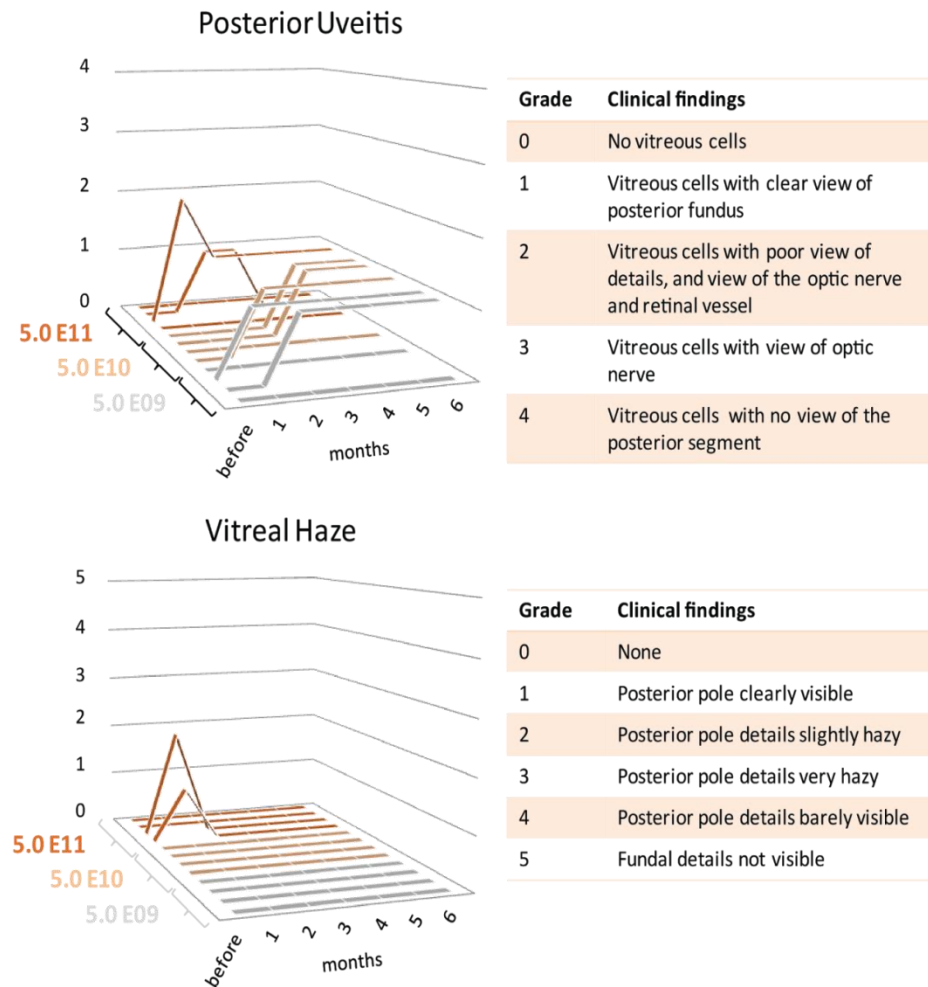 Posterior Uveitis
4
3
2
1
0
5.0 E11
5.0 E10
5.0 E09
before
1
2
3
4
5
6
months
Grade Clinical findings
0 No vitreous cells
1 Vitreous cells with clear view of
posterior fundus
2 Vitreous cells with poor view of
details, and view of the optic nerve
and retinal vessel
3 Vitreous cells with view of optic
nerve
4 Vitreous cells with no view of the
posterior segment
Vitreal Haze
5
4
3
2
1
0
5.0 E11
5.0 E10
5.0 E09
before
1
2
3
4
5
6
months
Grade Clinical findings
0 None
1 Posterior pole clearly visible
2 Posterior pole details slightly hazy
3 Posterior pole details very hazy
4 Posterior pole details barely visible
5 Fundal details not visible